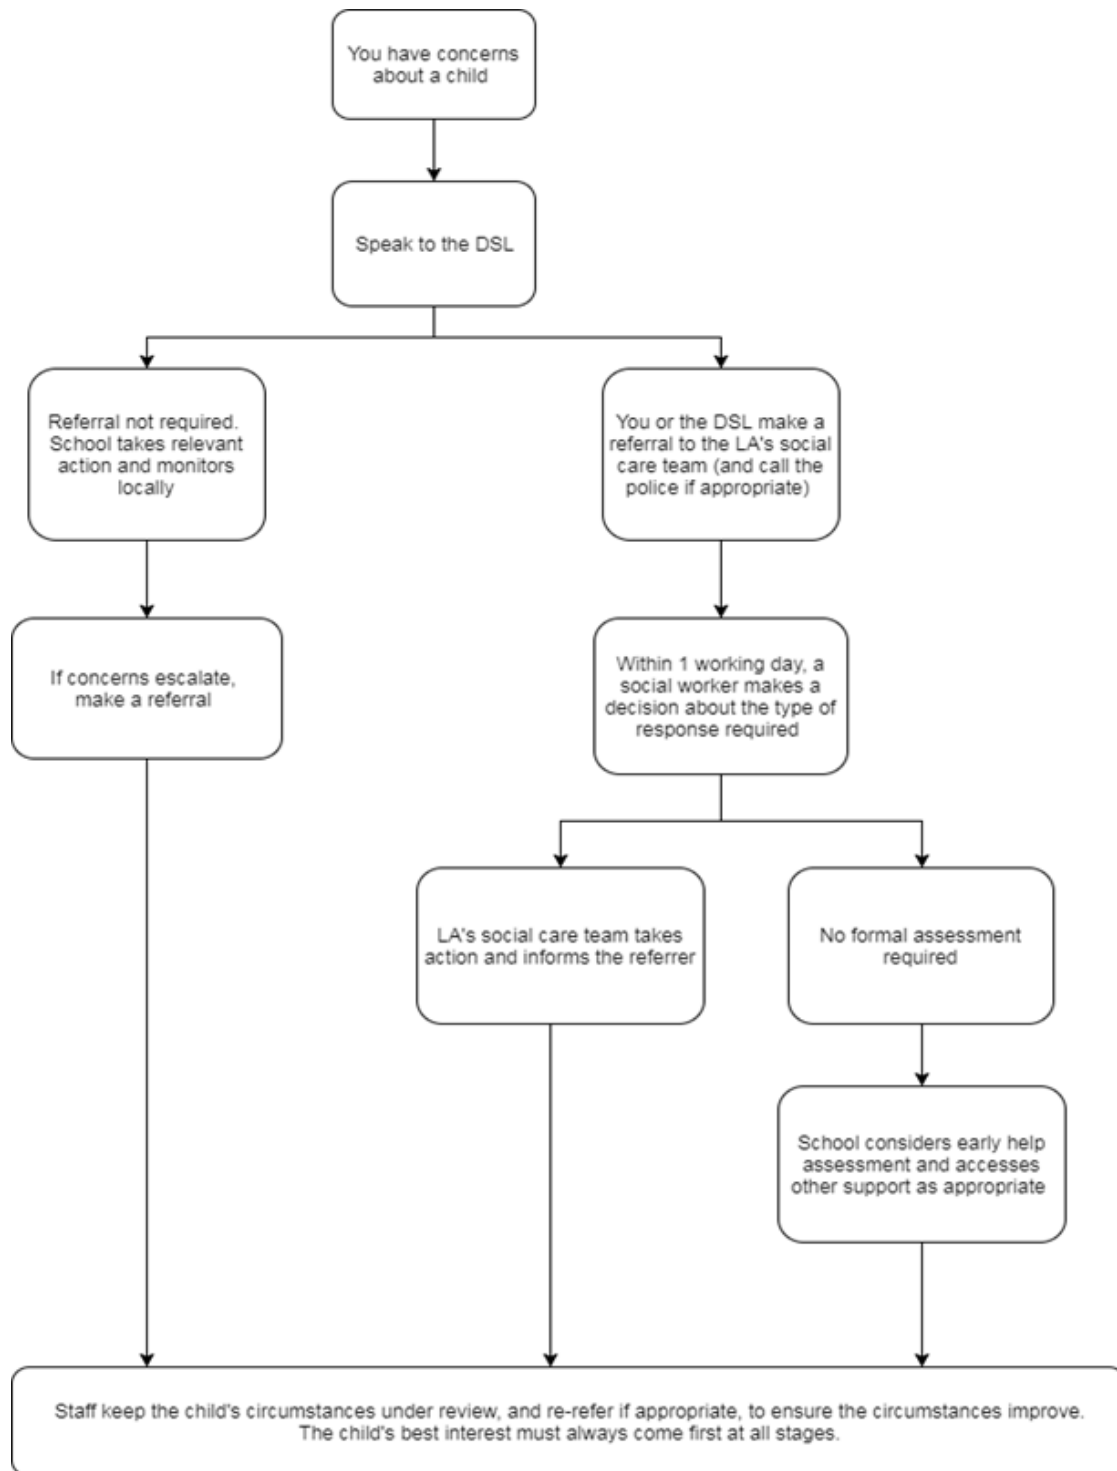 You have concerns
about a child
Speak to the DSL
Referral not required.
School takes relevant
action and monitors
locally
You or the DSL make a
referral to the LA's social
care team (and call the
police if appropriate)
If concerns escalate,
make a referral
Within 1 working day, a
social worker makes a
decision about the type of
response required
LA's social care team takes
action and informs the referrer
No formal assessment
required
School considers early help
assessment and accesses
other support as appropriate
Staff keep the child's circumstances under review, and re-refer if appropriate, to ensure the circumstances improve.
The child's best interest must always come first at all stages.